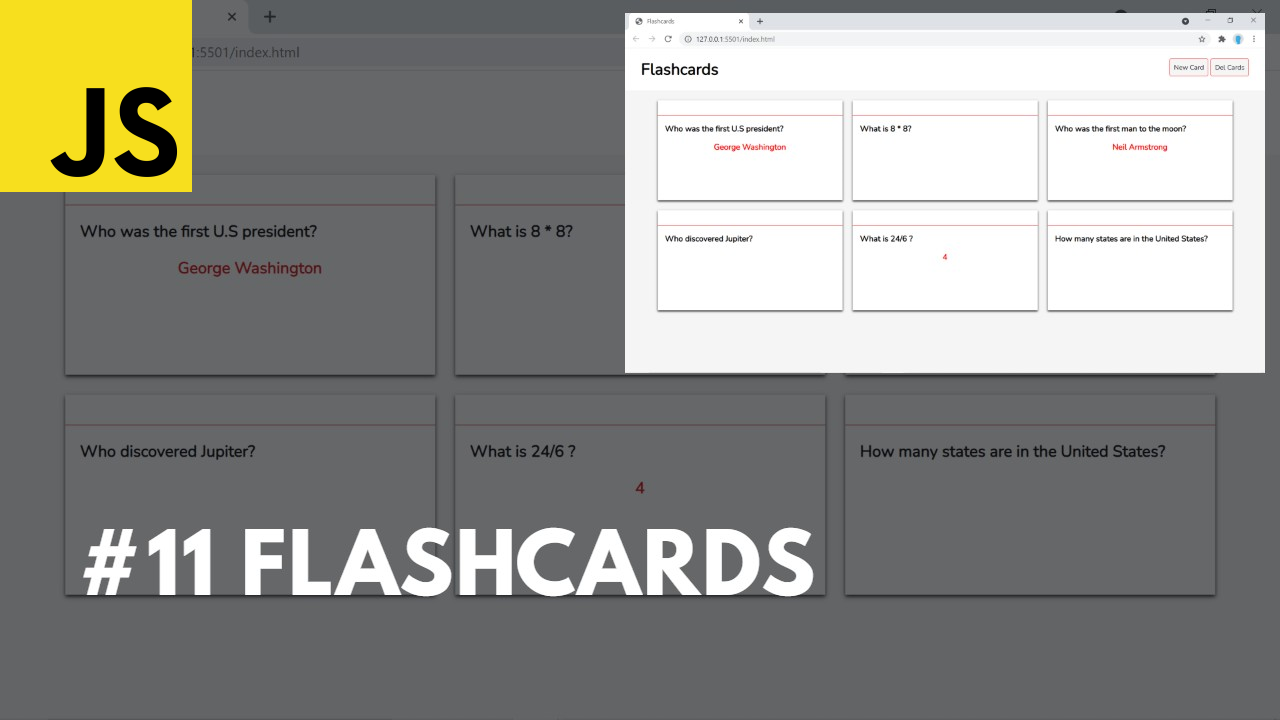 JS
1:5501/index.html
Who was the first U.S president?
George Washington
What is 8 * 8?
Who discovered Jupiter?
What is 24/6 ?
4
How many states are in the United States?
#11 FLASHCARDS
Flashcards
127.0.0.1:5501/index.html
Flashcards
New Card
Del Cards
Who was the first U.S president?
George Washington
What is 8 * 8?
Who was the first man to the moon?
Neil Armstrong
Who discovered Jupiter?
What is 24/6 ?
4
How many states are in the United States?